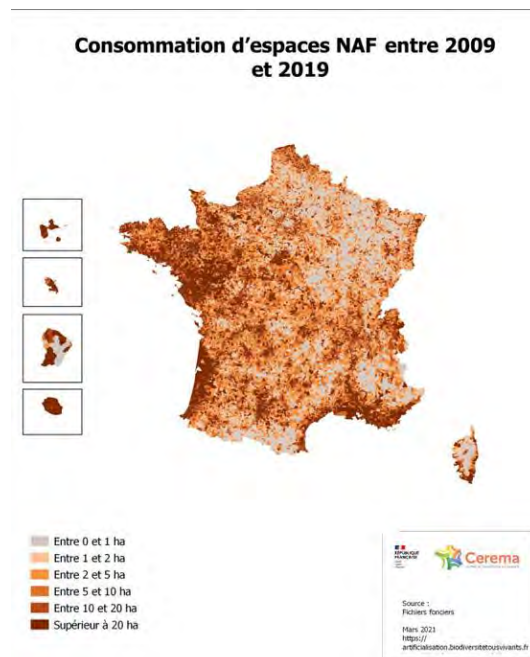 Consommation d'espaces NAF entre 2009
et 2019
Entre 0 et 1 ha
Entre 1 et 2 ha
Entre 2 et 5 ha
Entre 5 et 10 ha
Entre 10 et 20 ha
Supérieur à 20 ha
RÉPUBLIQUE
FRANÇAISE
Cerema
Source :
Fichiers fonciers
Mars 2021
https://
artificialisation.biodiversitetousvivants.fr